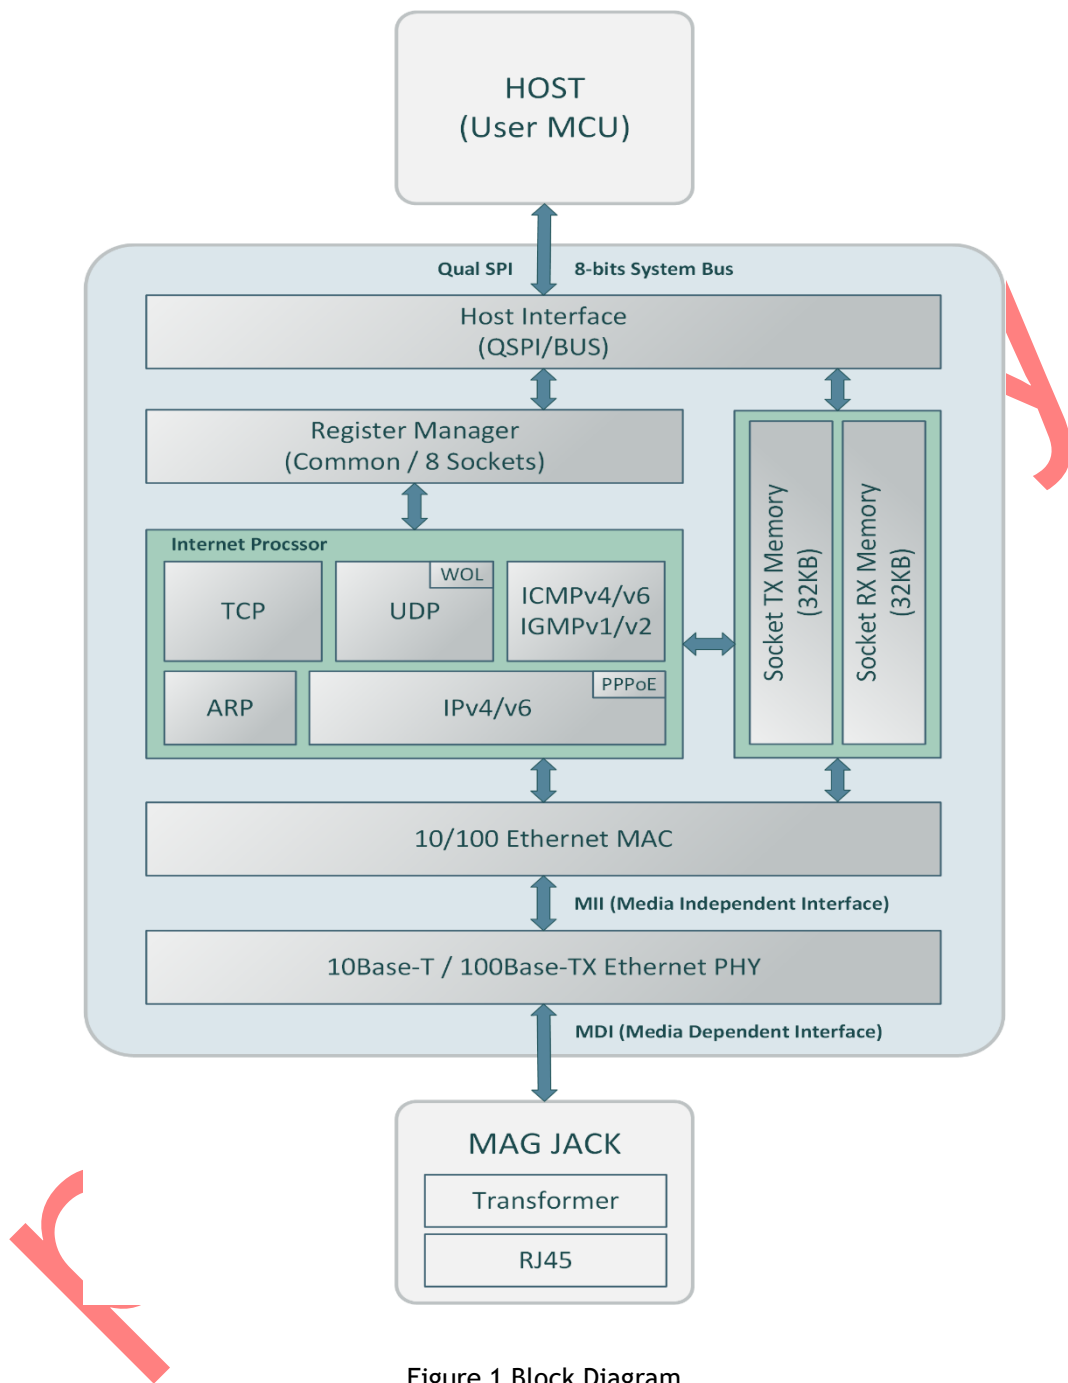 HOST
(User MCU)
Qual SPI
8-bits System Bus
Host Interface
(QSPI/BUS)
Register Manager
(Common / 8 Sockets)
Internet Procssor
TCP
WOL
UDP
ICMPv4/v6
IGMPv1/v2
ARP
PPPoE
IPv4/v6
Socket TX Memory
(32KB)
Socket RX Memory
(32KB)
10/100 Ethernet MAC
MII (Media Independent Interface)
10Base-T / 100Base-TX Ethernet PHY
MDI (Media Dependent Interface)
MAG JACK
Transformer
RJ45
Figure 1 Block Diagram